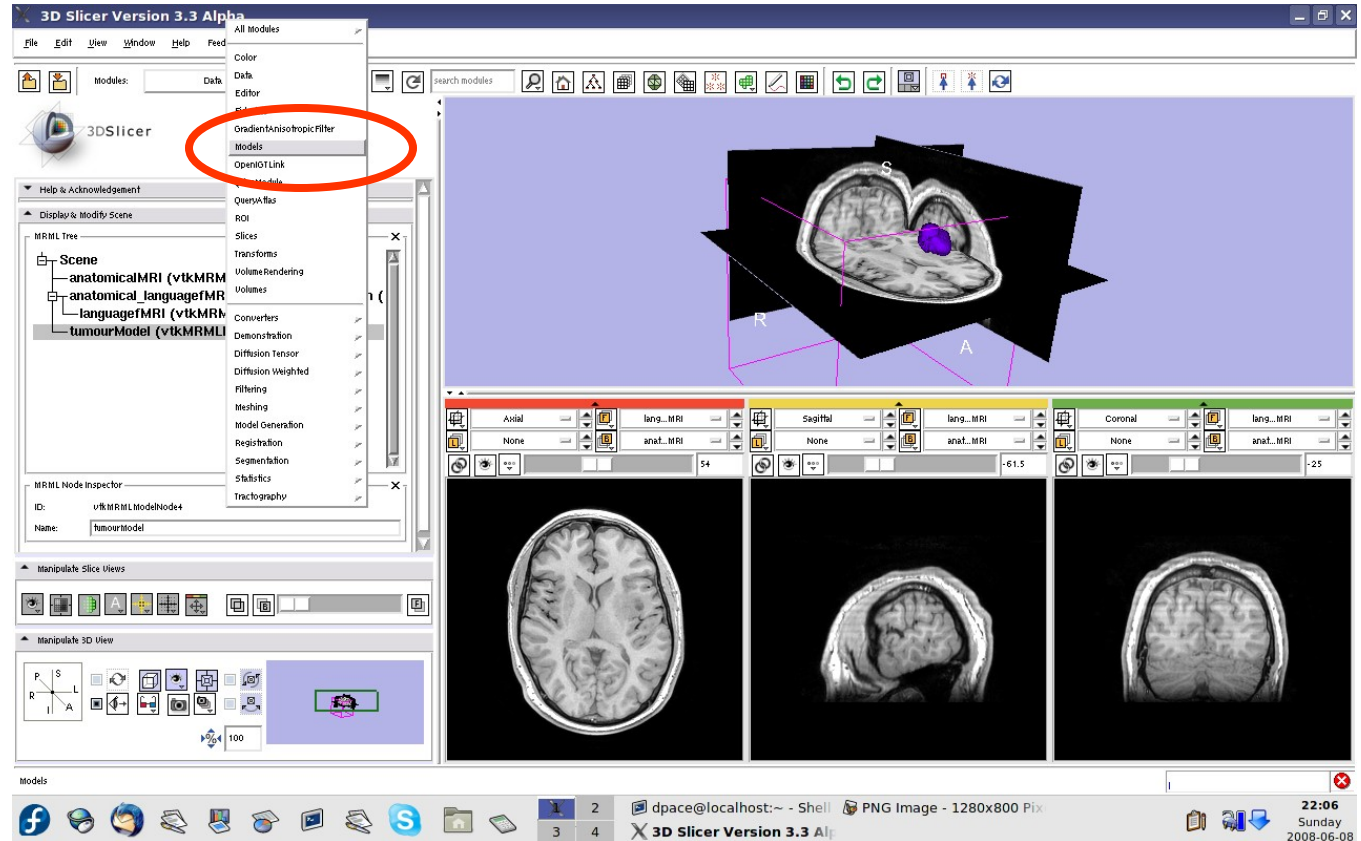 3D Slicer Version 3.3 Alpha
File Edit View Window Help Feed
Modules: Data
search modules
3DSlicer
Help & Acknowledgement
Display & Modify Scene
MRML Tree
Scene
anatomicalMRI (vtkMRM
anatomical_languagefMR
n (
languagefMRI (vtkMRM
tumourModel (vtkMRMLI
MRML Node Inspector
ID: vtkMRMLModelNode4
Name: tumourModel
Manipulate Slice Views
Manipulate 3D View
P S
R L
I A
100
All Modules
Color
Data
Editor
GradientAnisotropicFilter
Models
OpenIGTLink
QueryAtlas
ROI
Slices
Transforms
VolumeRendering
Volumes
Converters
Demonstration
Diffusion Tensor
Diffusion Weighted
Filtering
Meshing
Model Generation
Registration
Segmentation
Statistics
Tractography
S
R
A
Axial lang...MRI
None anat...MRI
54
Sagittal lang...MRI
None anat...MRI
-61.5
Coronal lang...MRI
None anat...MRI
-25
Models
1 2
3 4
dpace@localhost:~ - Shell
PNG Image - 1280x800 Pix
3D Slicer Version 3.3 Alp
22:06
Sunday
2008-06-08